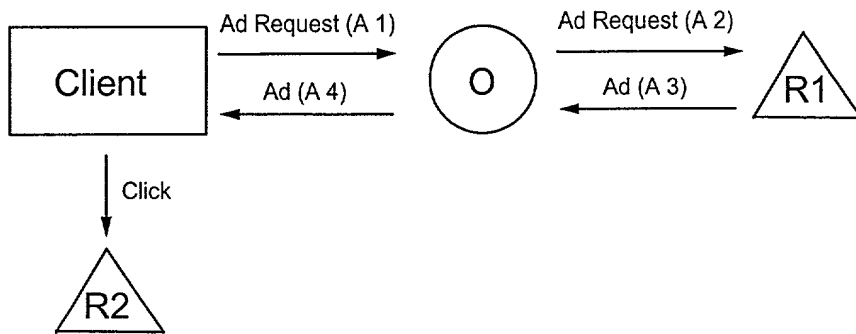 Ad Request (A 1)
Ad Request (A 2)
Client
O
R1
Ad (A 4)
Ad (A 3)
Click
R2